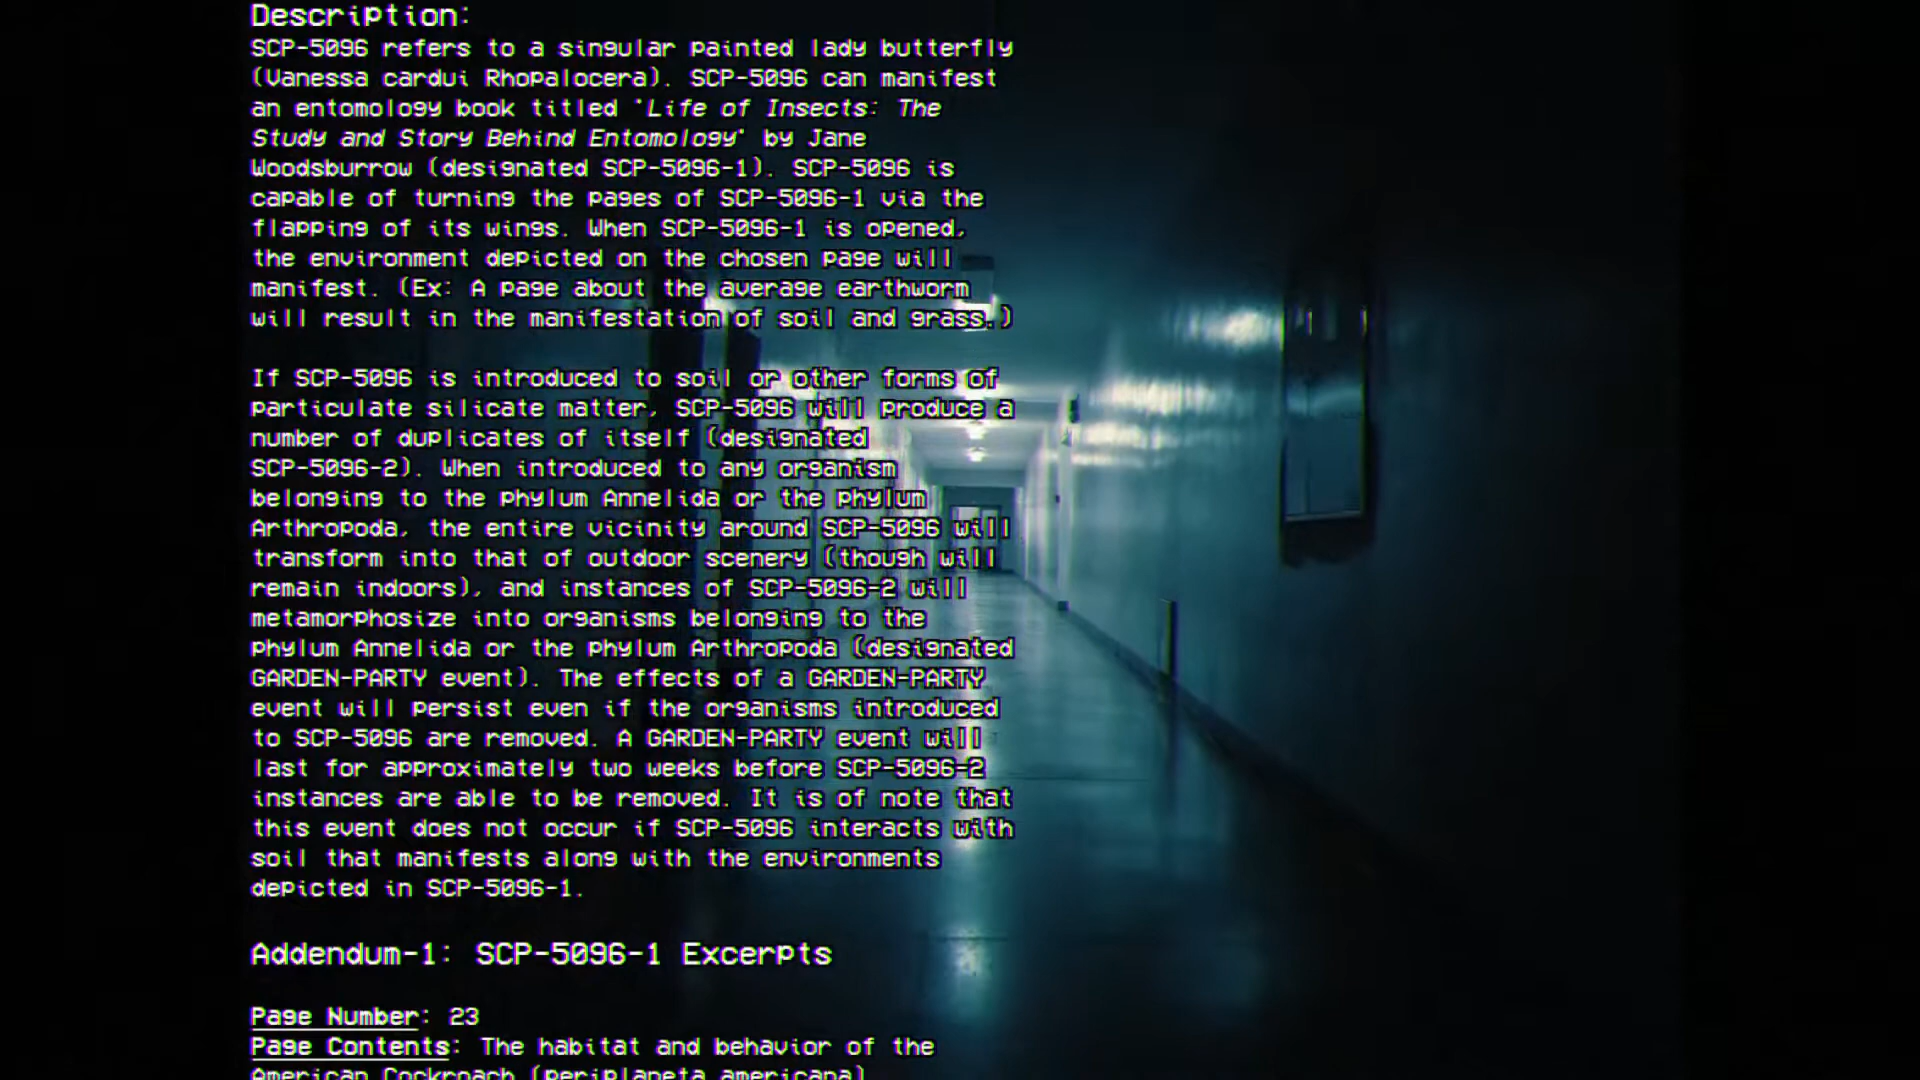 Description:
SCP-5096 refers to a singular painted lady butterfly
(Vanessa cardui Rhopalocera). SCP-5096 can manifest
an entomology book titled 'Life of Insects: The
Study and Story Behind Entomology' by Jane
Woodsburrow (designated SCP-5096-1). SCP-5096 is
capable of turning the pages of SCP-5096-1 via the
flapping of its wings. When SCP-5096-1 is opened,
the environment depicted on the chosen page will
manifest. (Ex: A page about the average earthworm
will result in the manifestation of soil and grass.)
If SCP-5096 is introduced to soil or other forms of
particulate silicate matter, SCP-5096 will produce a
number of duplicates of itself (designated
SCP-5096-2). When introduced to any organism
belonging to the phylum Annelida or the phylum
Arthropoda, the entire vicinity around SCP-5096 will
transform into that of outdoor scenery (though will
remain indoors), and instances of SCP-5096-2 will
metamorphosize into organisms belonging to the
phylum Annelida or the phylum Arthropoda (designated
GARDEN-PARTY event). The effects of a GARDEN-PARTY
event will persist even if the organisms introduced
to SCP-5096 are removed. A GARDEN-PARTY event will
last for approximately two weeks before SCP-5096-2
instances are able to be removed. It is of note that
this event does not occur if SCP-5096 interacts with
soil that manifests along with the environments
depicted in SCP-5096-1.
Addendum-1: SCP-5096-1 Excerpts
Page Number: 23
Page Contents: The habitat and behavior of the
American Cockroach (periplaneta americana)